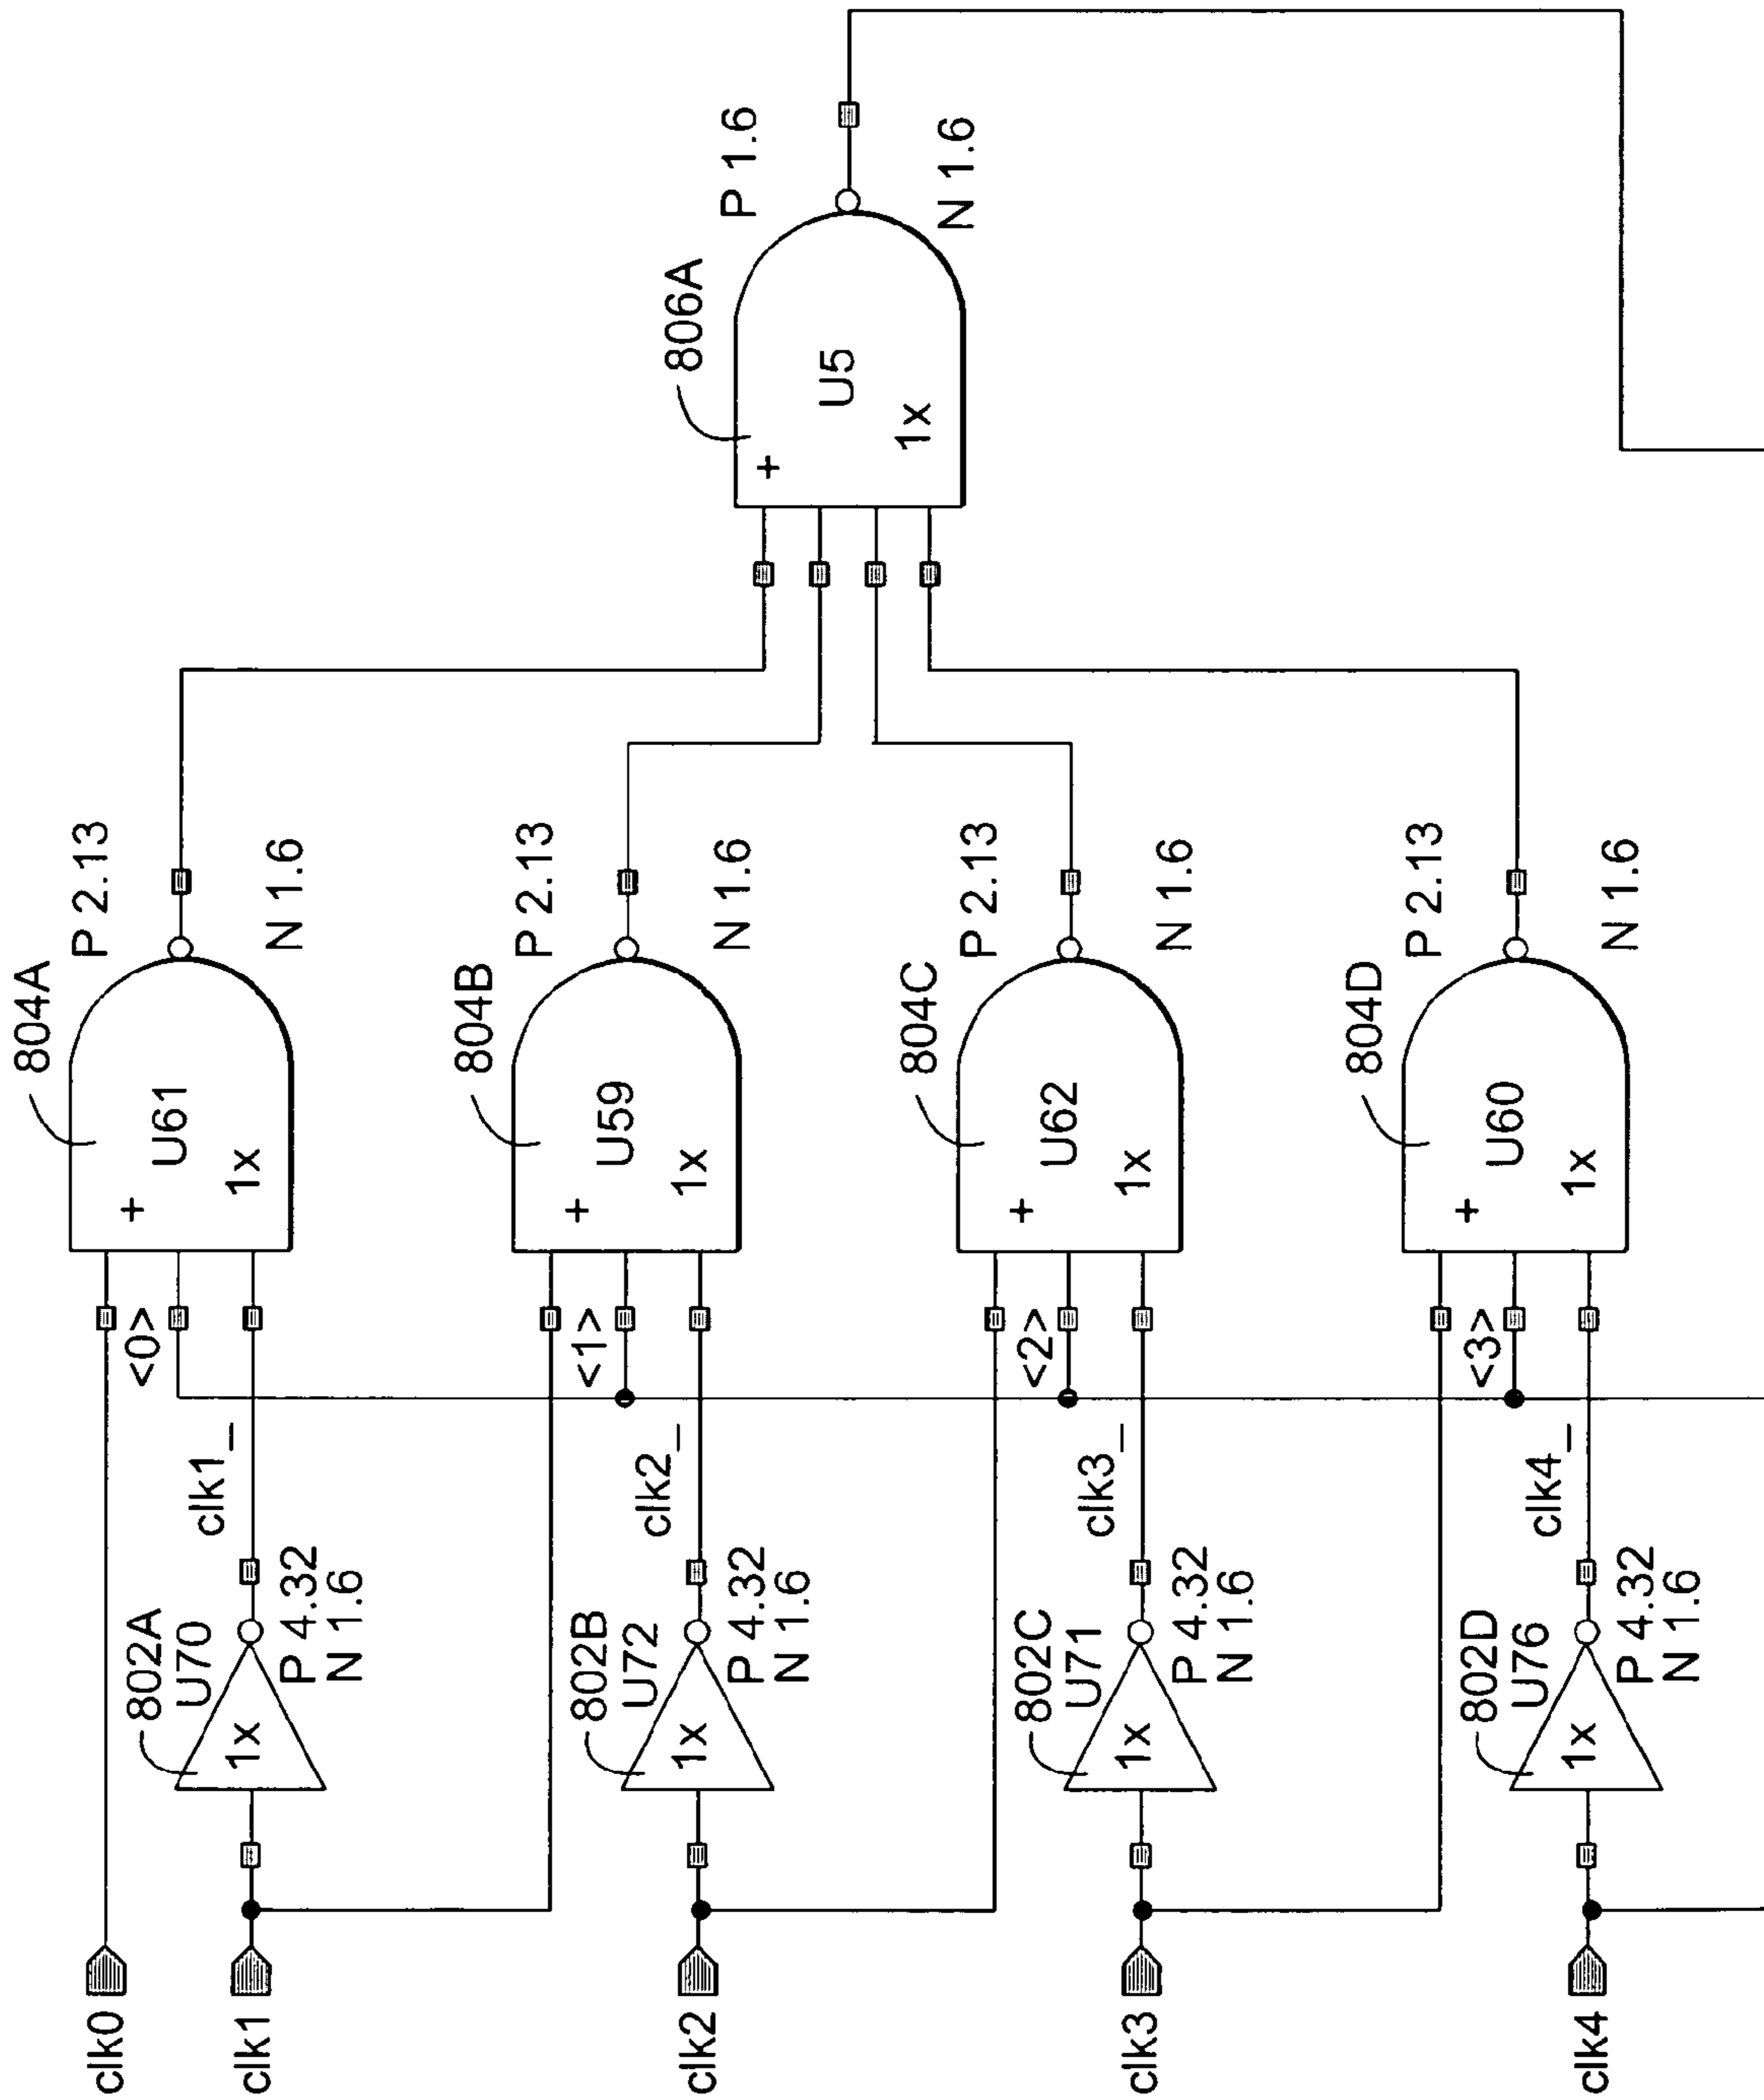 clk0
clk1
802A
U70
1x
P 4.32
N 1.6
clk1_
<0>
804A
U61
+
1x
P 2.13
N 1.6
clk2
802B
U72
1x
P 4.32
N 1.6
clk2_
<1>
804B
U59
+
1x
P 2.13
N 1.6
clk3
802C
U71
1x
P 4.32
N 1.6
clk3_
<2>
804C
U62
+
1x
P 2.13
N 1.6
clk4
802D
U76
1x
P 4.32
N 1.6
clk4_
<3>
804D
U60
+
1x
P 2.13
N 1.6
806A
U5
+
1x
P 1.6
N 1.6